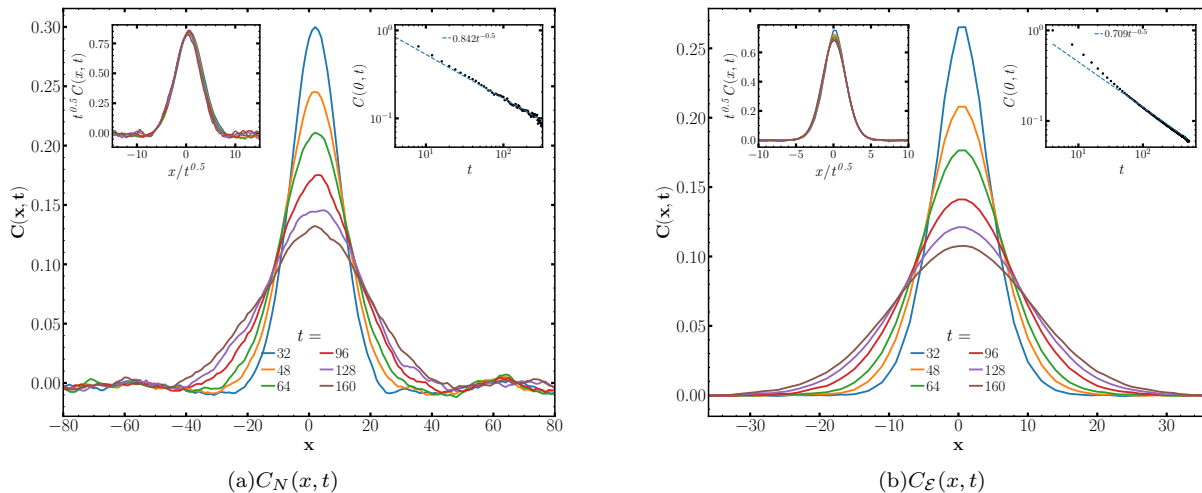 C(x, t)
0.30
0.25
0.20
0.15
0.10
0.05
0.00
−80 −60 −40 −20 0 20 40 60 80
x
t =
32 96
48 128
64 160
t^{0.5} C(x, t)
0.75
0.50
0.25
0.00
−10 0 10
x/t^{0.5}
C(0, t)
10^0
10^{−1}
0.842t^{−0.5}
10^1 10^2
t
(a)C_N(x, t)
C(x, t)
0.25
0.20
0.15
0.10
0.05
0.00
−30 −20 −10 0 10 20 30
x
t =
32 96
48 128
64 160
t^{0.5} C(x, t)
0.6
0.4
0.2
0.0
−10 −5 0 5 10
x/t^{0.5}
C(0, t)
10^0
10^{−1}
0.709t^{−0.5}
10^1 10^2
t
(b)C_ℰ(x, t)